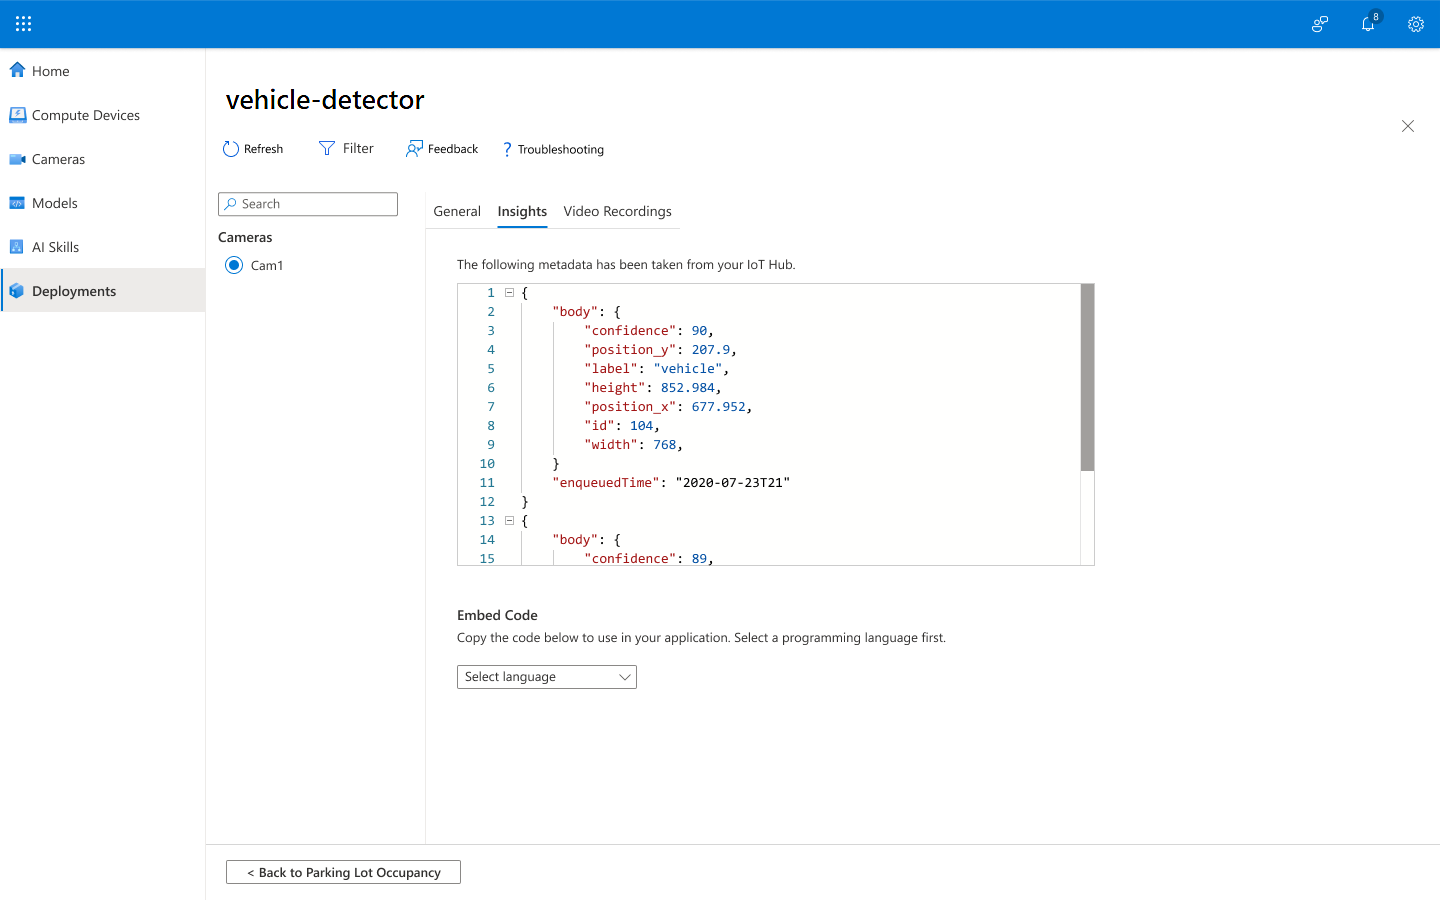 8
Home
Compute Devices
Cameras
Models
AI Skills
Deployments
vehicle-detector
Refresh
Filter
Feedback
? Troubleshooting
Search
Cameras
Cam1
General
Insights
Video Recordings
The following metadata has been taken from your IoT Hub.
1 {
2 "body": {
3 "confidence": 90,
4 "position_y": 207.9,
5 "label": "vehicle",
6 "height": 852.984,
7 "position_x": 677.952,
8 "id": 104,
9 "width": 768,
10 }
11 "enqueuedTime": "2020-07-23T21"
12 }
13 {
14 "body": {
15 "confidence": 89,
Embed Code
Copy the code below to use in your application. Select a programming language first.
Select language
< Back to Parking Lot Occupancy